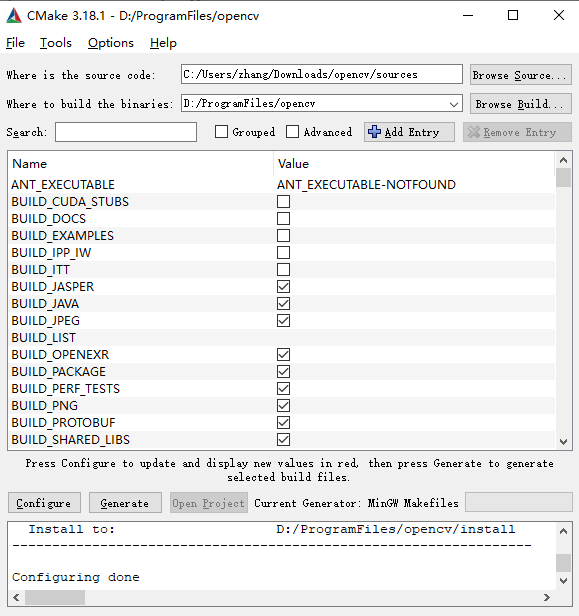 CMake 3.18.1 - D:/ProgramFiles/opencv
File Tools Options Help
Where is the source code: C:/Users/zhang/Downloads/opencv/sources Browse Source...
Where to build the binaries: D:/ProgramFiles/opencv Browse Build...
Search: Grouped Advanced Add Entry Remove Entry
Name Value
ANT_EXECUTABLE ANT_EXECUTABLE-NOTFOUND
BUILD_CUDA_STUBS
BUILD_DOCS
BUILD_EXAMPLES
BUILD_IPP_IW
BUILD_ITT
BUILD_JASPER
BUILD_JAVA
BUILD_JPEG
BUILD_LIST
BUILD_OPENEXR
BUILD_PACKAGE
BUILD_PERF_TESTS
BUILD_PNG
BUILD_PROTOBUF
BUILD_SHARED_LIBS
Press Configure to update and display new values in red, then press Generate to generate
selected build files.
Configure Generate Open Project Current Generator: MinGW Makefiles
Install to: D:/ProgramFiles/opencv/install
-----------------------------------------------------------------
Configuring done